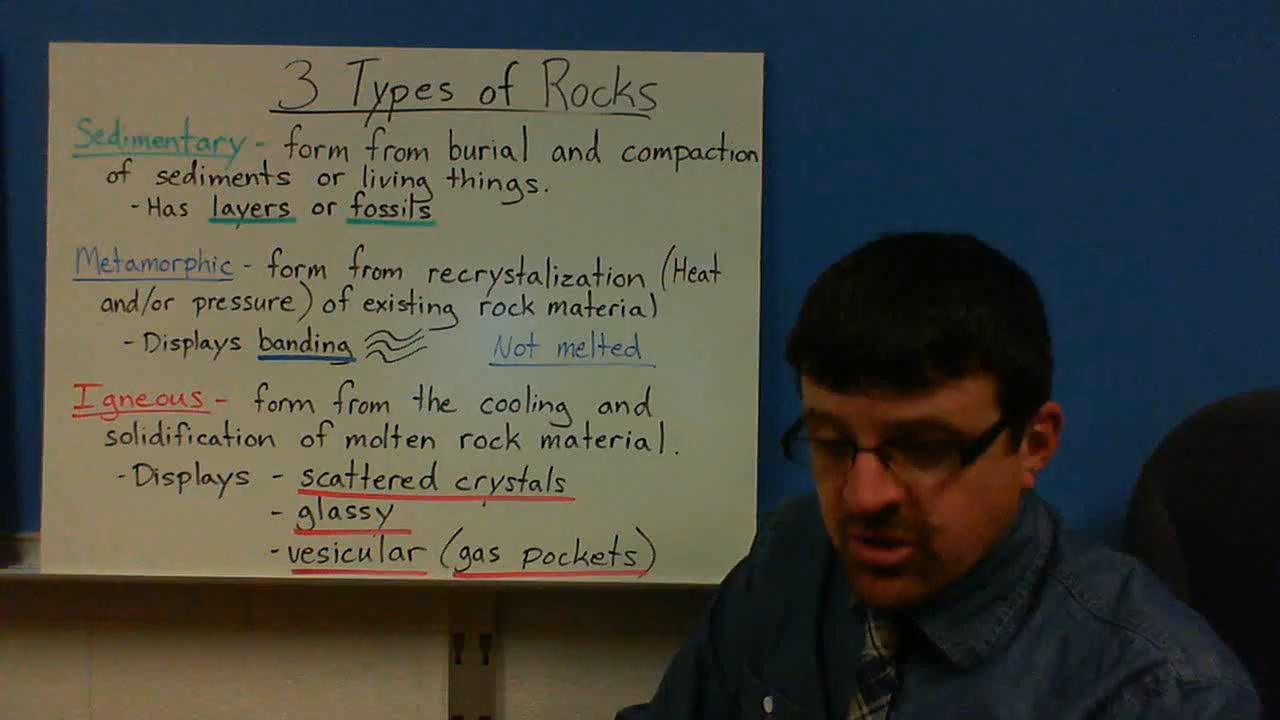 3 Types of Rocks
Sedimentary - form from burial and compaction
of sediments or living things.
- Has layers or fossils
Metamorphic - form from recrystalization (Heat
and/or pressure) of existing rock material
- Displays banding
Not melted
Igneous - form from the cooling and
solidification of molten rock material.
- Displays - scattered crystals
- glassy
- vesicular (gas pockets)